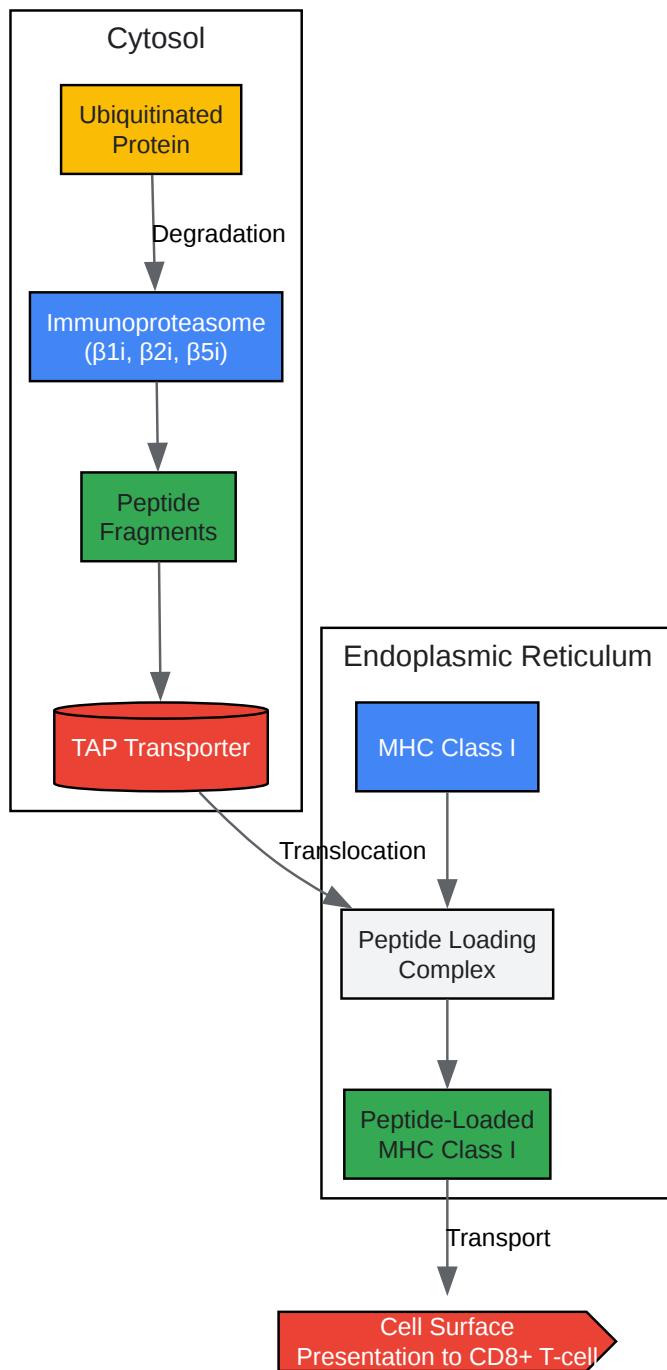 Cytosol
Ubiquitinated
Protein
Degradation
Immunoproteasome
(β1i, β2i, β5i)
Peptide
Fragments
TAP Transporter
Translocation
Endoplasmic Reticulum
MHC Class I
Peptide Loading
Complex
Peptide-Loaded
MHC Class I
Transport
Cell Surface
Presentation to CD8+ T-cell